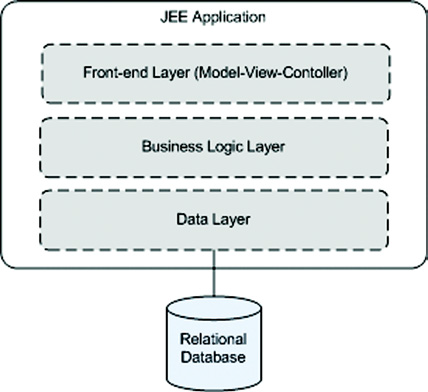 JEE Application
Front-end Layer (Model-View-Contoller)
Business Logic Layer
Data Layer
Relational
Database